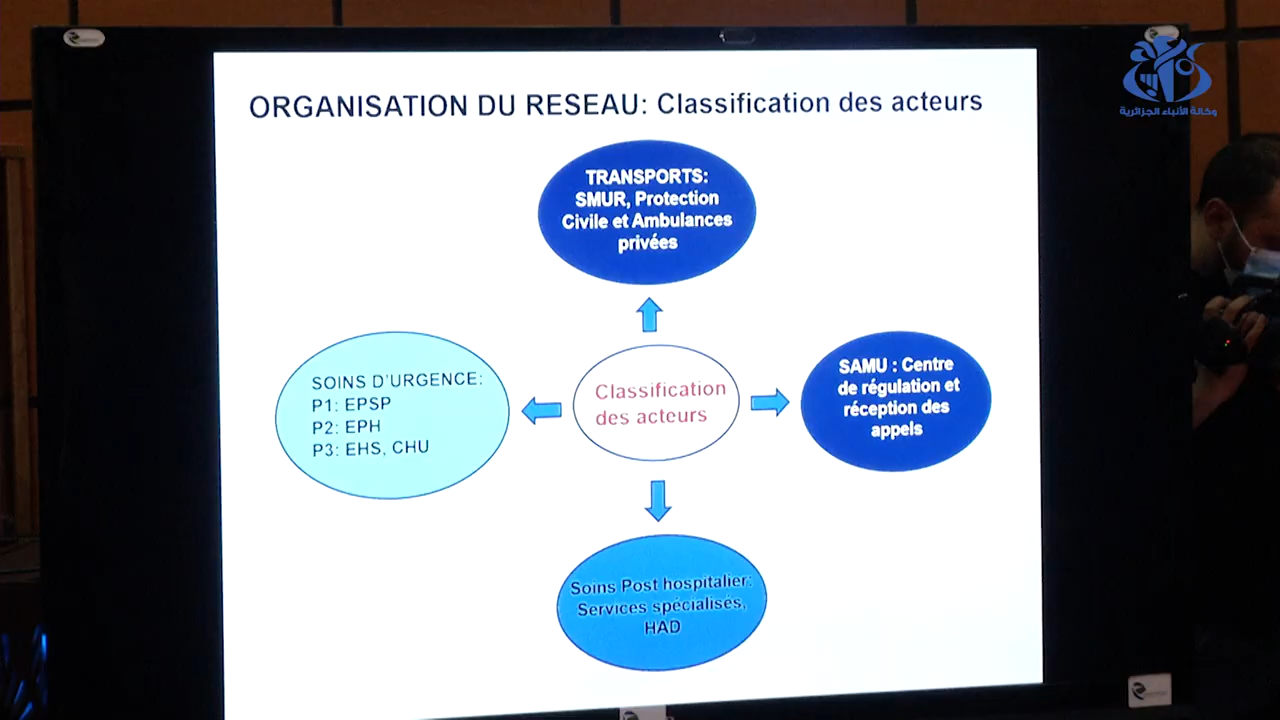 ORGANISATION DU RESEAU: Classification des acteurs
TRANSPORTS:
SMUR, Protection
Civile et Ambulances
privées
SOINS D'URGENCE:
P1: EPSP
P2: EPH
P3: EHS, CHU
Classification
des acteurs
SAMU : Centre
de régulation et
réception des
appels
Soins Post hospitalier:
Services spécialisés,
HAD
وكالة الأنباء الجزائرية